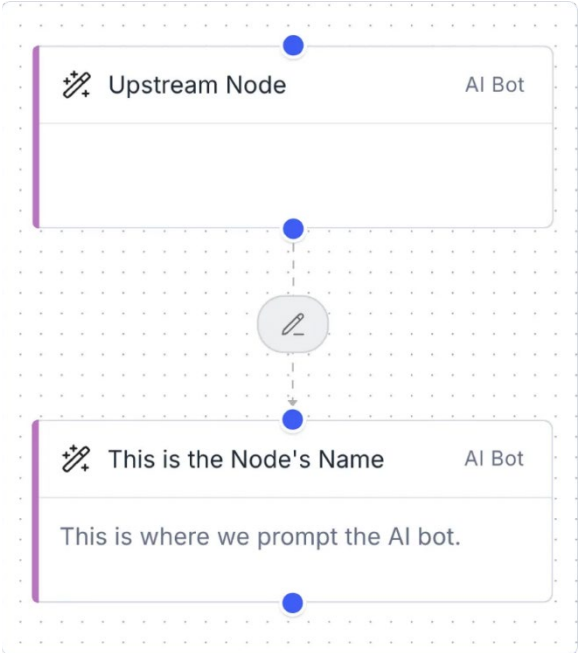 Upstream Node AI Bot
This is the Node's Name AI Bot
This is where we prompt the AI bot.